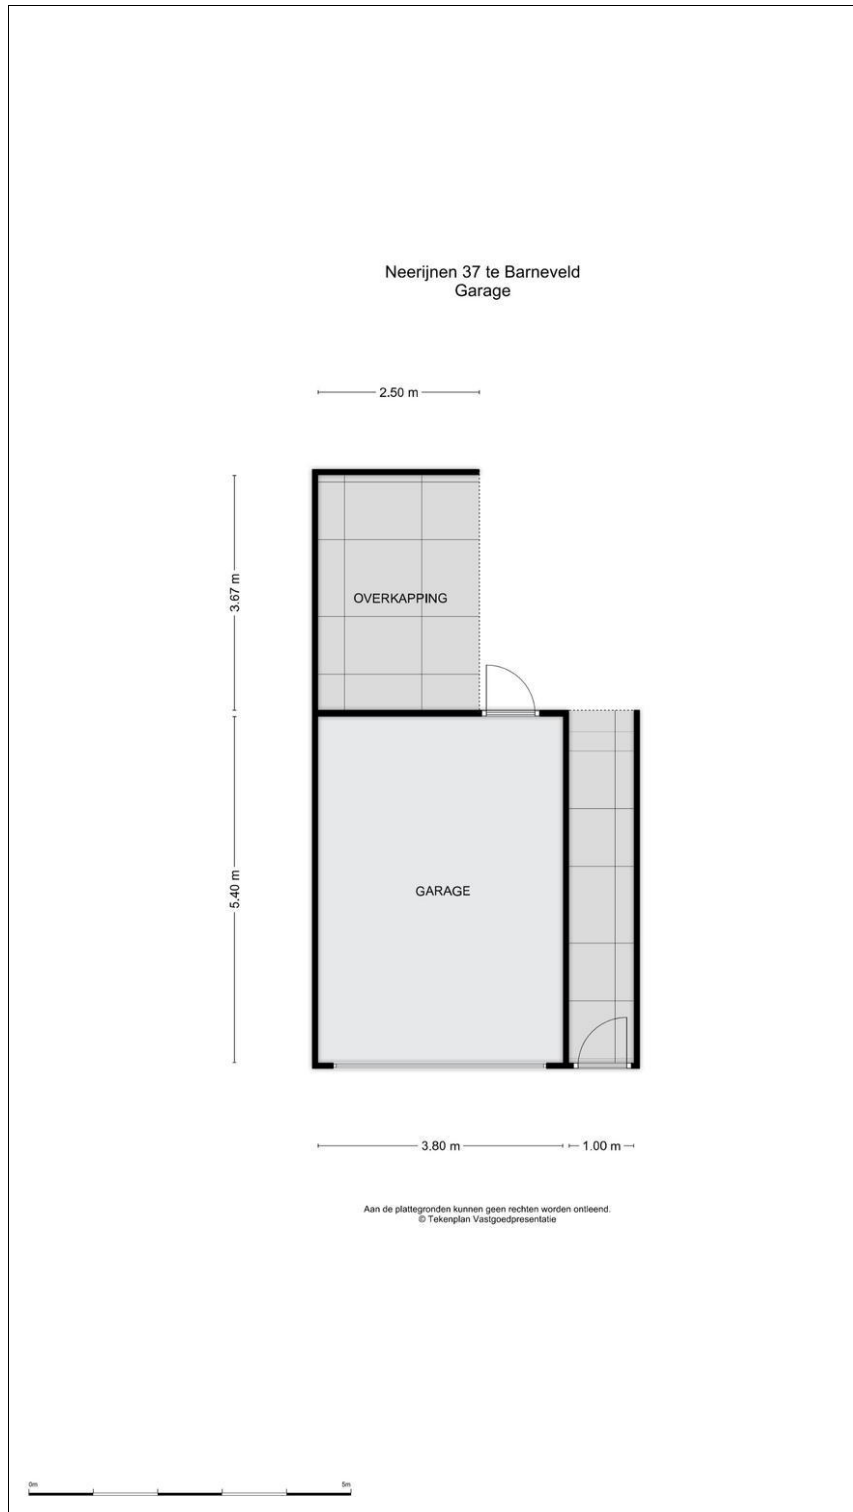 Neerijnen 37 te Barneveld
Garage
2.50 m
3.67 m
OVERKAPPING
5.40 m
GARAGE
3.80 m
1.00 m
Aan de plattegronden kunnen geen rechten worden ontleend.
© Tekenplan Vastgoedpresentatie
0m
5m